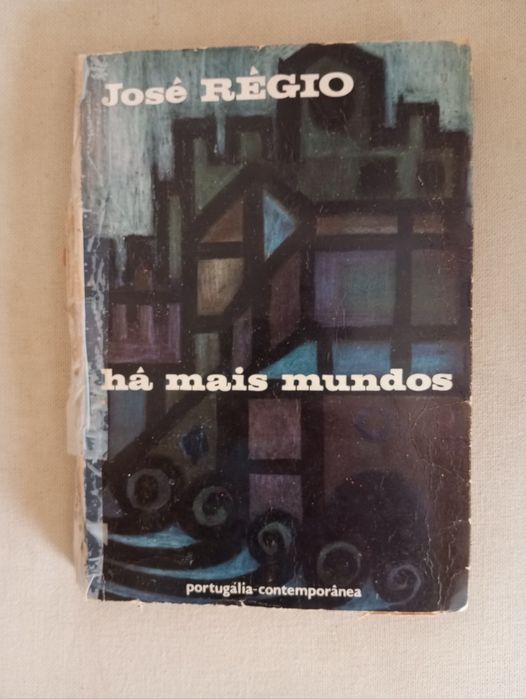 José RÉGIO
há mais mundos
portugália-contemporânea